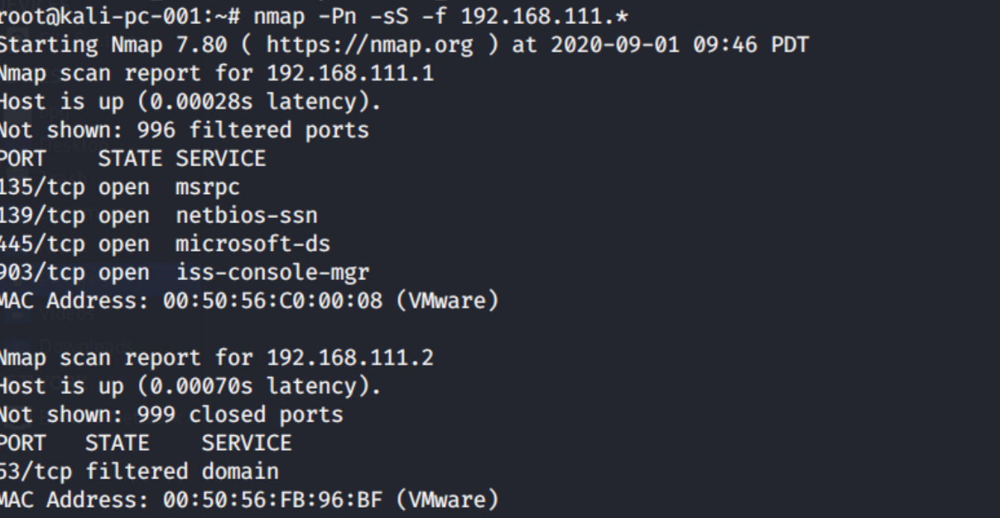 root@kali-pc-001:~# nmap -Pn -sS -f 192.168.111.*
Starting Nmap 7.80 ( https://nmap.org ) at 2020-09-01 09:46 PDT
Nmap scan report for 192.168.111.1
Host is up (0.00028s latency).
Not shown: 996 filtered ports
PORT    STATE SERVICE
135/tcp open  msrpc
139/tcp open  netbios-ssn
445/tcp open  microsoft-ds
903/tcp open  iss-console-mgr
MAC Address: 00:50:56:C0:00:08 (VMware)
Nmap scan report for 192.168.111.2
Host is up (0.00070s latency).
Not shown: 999 closed ports
PORT   STATE    SERVICE
53/tcp filtered domain
MAC Address: 00:50:56:FB:96:BF (VMware)